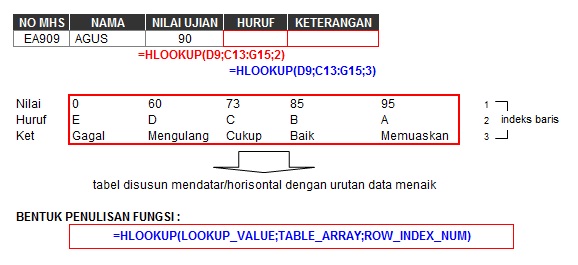 NO MHS NAMA NILAI UJIAN HURUF KETERANGAN
EA909 AGUS 90
=HLOOKUP(D9;C13:G15;2)
=HLOOKUP(D9;C13:G15;3)
Nilai 0 60 73 85 95 1
Huruf E D C B A 2 indeks baris
Ket Gagal Mengulang Cukup Baik Memuaskan 3
tabel disusun mendatar/horisontal dengan urutan data menaik
BENTUK PENULISAN FUNGSI :
=HLOOKUP(LOOKUP_VALUE;TABLE_ARRAY;ROW_INDEX_NUM)